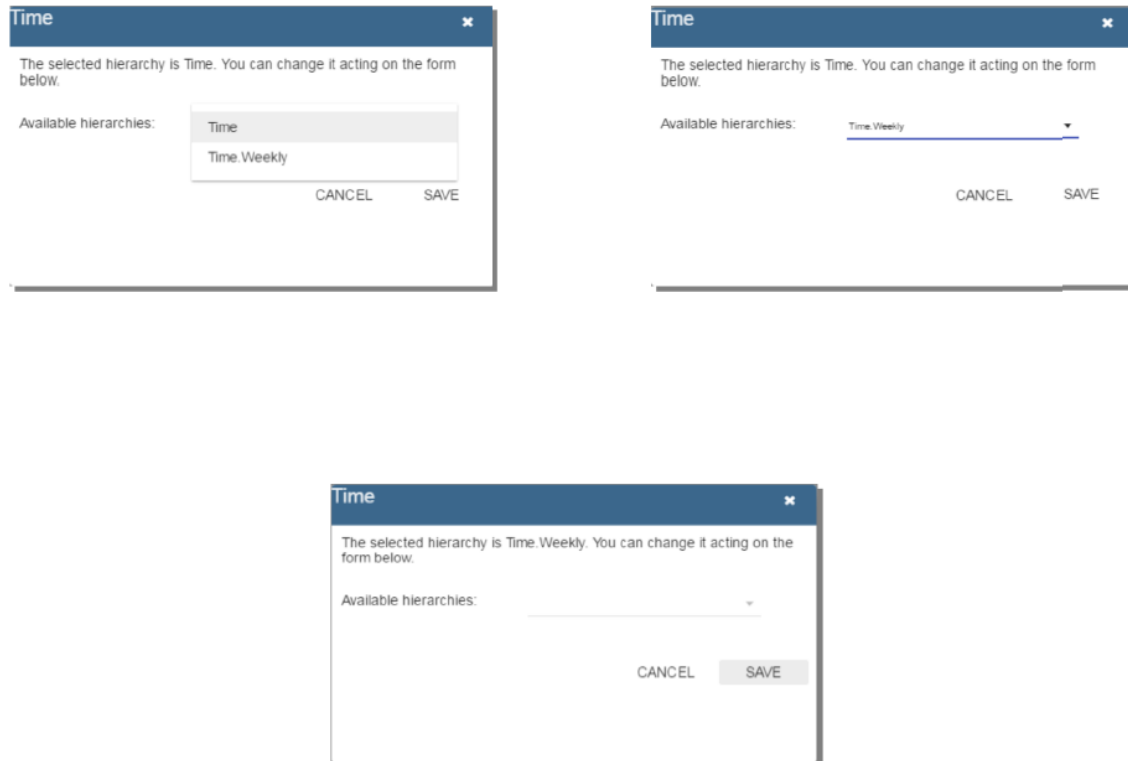 Time
The selected hierarchy is Time. You can change it acting on the form
below.
Available hierarchies:
Time
Time.Weekly
CANCEL SAVE
Time
The selected hierarchy is Time. You can change it acting on the form
below.
Available hierarchies: Time.Weekly
CANCEL SAVE
Time
The selected hierarchy is Time.Weekly. You can change it acting on the
form below.
Available hierarchies:
CANCEL SAVE